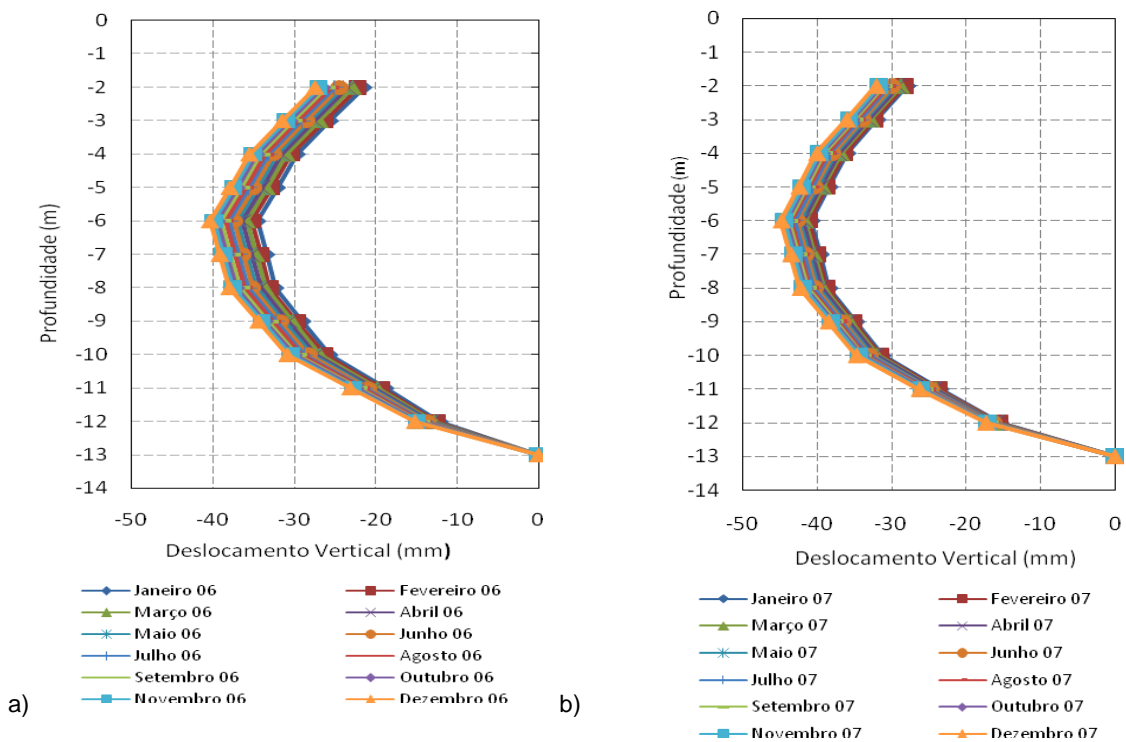 0
-1
-2
-3
-4
-5
-6
-7
-8
-9
-10
-11
-12
-13
-14
Profundidade (m)
-50 -40 -30 -20 -10 0
Deslocamento Vertical (mm)
Janeiro 06 Fevereiro 06
Março 06 Abril 06
Maio 06 Junho 06
Julho 06 Agosto 06
Setembro 06 Outubro 06
Novembro 06 Dezembro 06
a)
0
-1
-2
-3
-4
-5
-6
-7
-8
-9
-10
-11
-12
-13
-14
Profundidade (m)
-50 -40 -30 -20 -10 0
Deslocamento Vertical (mm)
Janeiro 07 Fevereiro 07
Março 07 Abril 07
Maio 07 Junho 07
Julho 07 Agosto 07
Setembro 07 Outubro 07
Novembro 07 Dezembro 07
b)